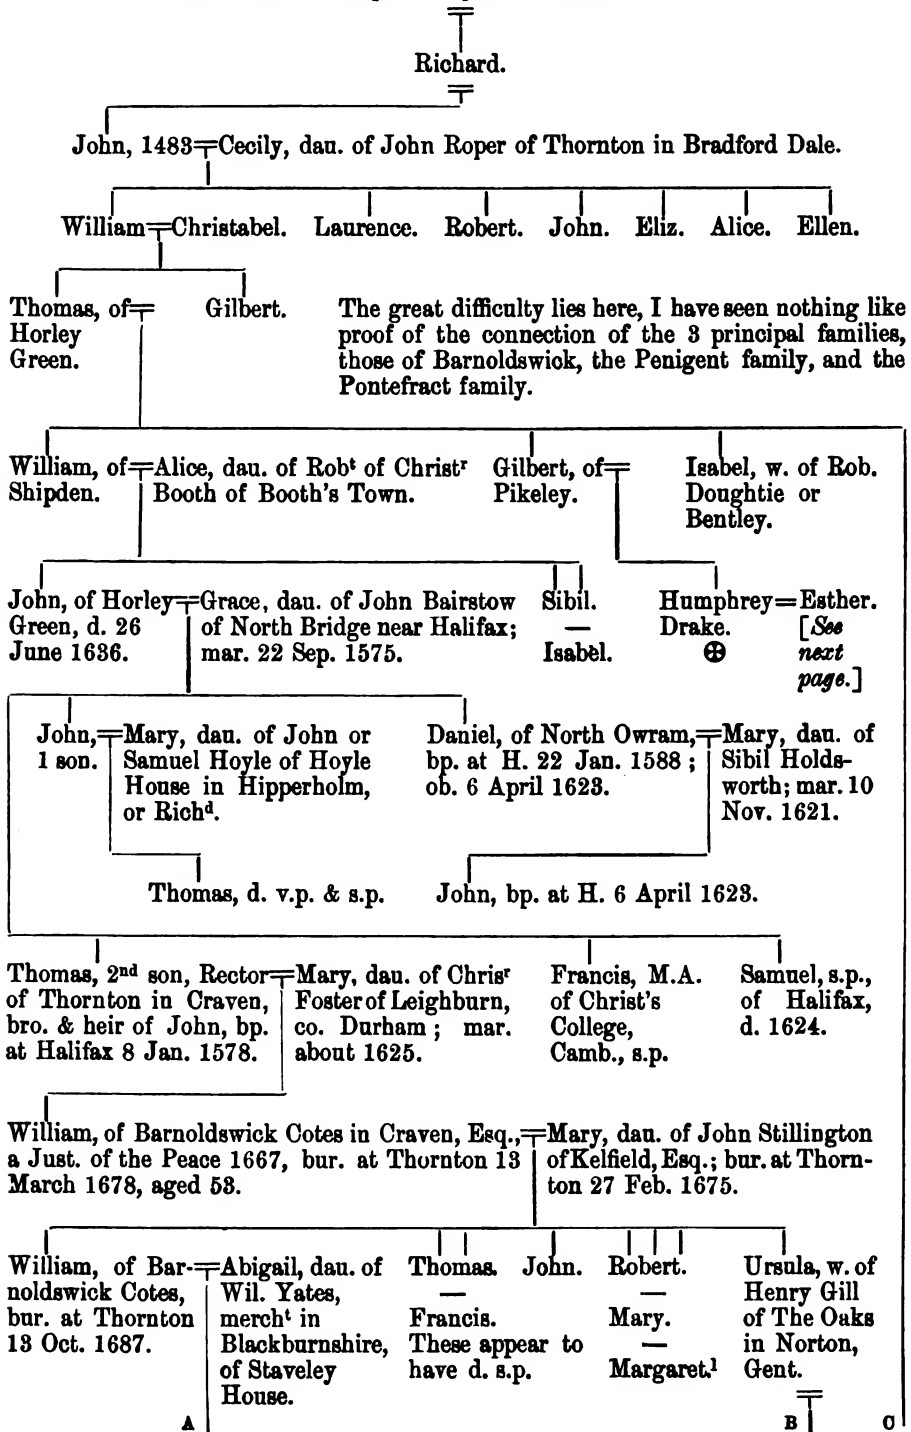 Richard.
John, 1483 Cecily, dau. of John Roper of Thornton in Bradford Dale.
William Christabel. Laurence. Robert. John. Eliz. Alice. Ellen.
Thomas, of
Horley
Green.
Gilbert.
The great difficulty lies here, I have seen nothing like
proof of the connection of the 3 principal families,
those of Barnoldswick, the Penigent family, and the
Pontefract family.
William, of
Shipden.
Alice, dau. of Robᵗ of Christʳ
Booth of Booth's Town.
Gilbert, of
Pikeley.
Isabel, w. of Rob.
Doughtie or
Bentley.
John, of Horley
Green, d. 26
June 1636.
Grace, dau. of John Bairstow
of North Bridge near Halifax;
mar. 22 Sep. 1575.
Sibil.
—
Isabel.
Humphrey=Esther.
Drake.
⊕
[See
next
page.]
John,
1 son.
Mary, dau. of John or
Samuel Hoyle of Hoyle
House in Hipperholm,
or Richᵈ.
Daniel, of North Owram,
bp. at H. 22 Jan. 1588;
ob. 6 April 1623.
Mary, dau. of
Sibil Holds-
worth; mar. 10
Nov. 1621.
Thomas, d. v.p. & s.p.
John, bp. at H. 6 April 1623.
Thomas, 2ⁿᵈ son, Rector
of Thornton in Craven,
bro. & heir of John, bp.
at Halifax 8 Jan. 1578.
Mary, dau. of Chrisʳ
Foster of Leighburn,
co. Durham; mar.
about 1625.
Francis, M.A.
of Christ's
College,
Camb., s.p.
Samuel, s.p.,
of Halifax,
d. 1624.
William, of Barnoldswick Cotes in Craven, Esq.,
a Just. of the Peace 1667, bur. at Thornton 13
March 1678, aged 53.
Mary, dau. of John Stillington
of Kelfield, Esq.; bur. at Thorn-
ton 27 Feb. 1675.
William, of Bar-
noldswick Cotes,
bur. at Thornton
13 Oct. 1687.
Abigail, dau. of
Wil. Yates,
merchᵗ in
Blackburnshire,
of Staveley
House.
Thomas. John.
—
Francis.
These appear to
have d. s.p.
Robert.
—
Mary.
—
Margaret.¹
Ursula, w. of
Henry Gill
of The Oaks
in Norton,
Gent.
A B C